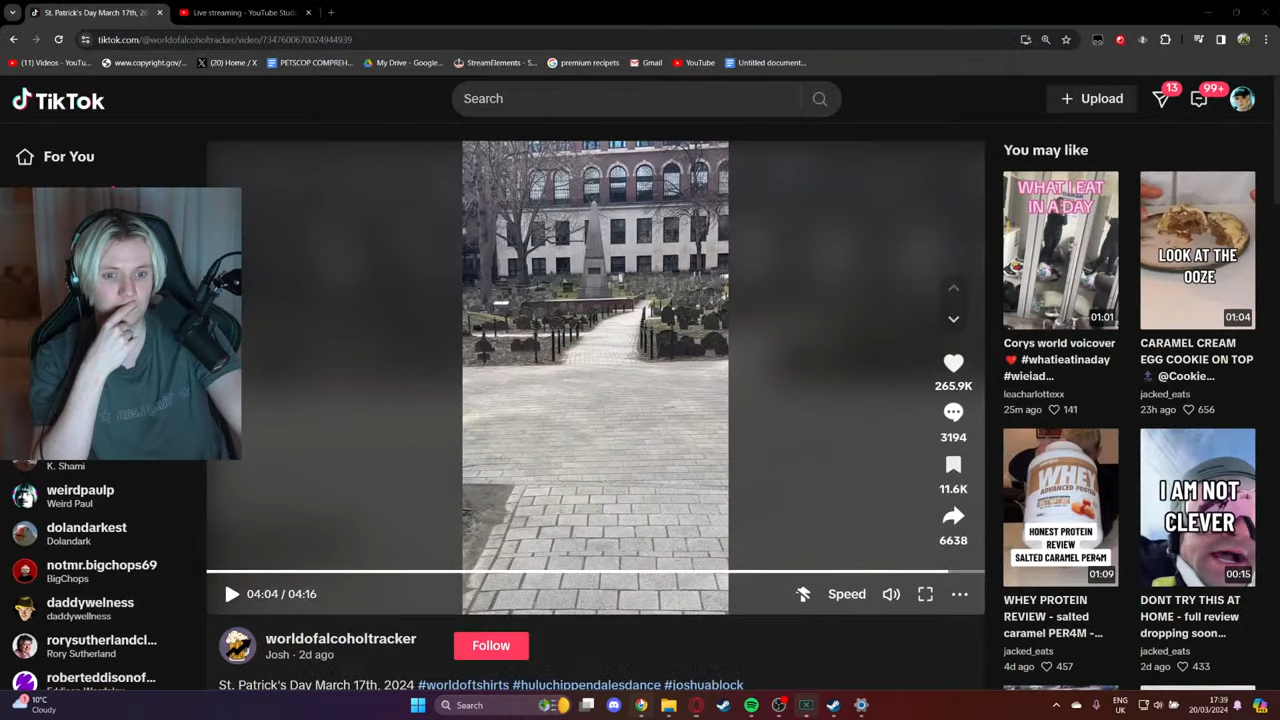 St. Patrick's Day March 17th, 20
Live streaming - YouTube Studi
tiktok.com/@worldofalcoholtracker/video/7347600670024944939
(11) Videos - YouTu...
www.copyright.gov/...
(20) Home / X
PETSCOP COMPREH...
My Drive - Google...
StreamElements - S...
premium recipets
Gmail
YouTube
Untitled document...
TikTok
Search
Upload
13
99+
For You
You may like
WHAT I EAT
IN A DAY
01:01
LOOK AT THE
OOZE
01:04
Corys world voicover
❤️ #whatieatinaday
#wieiad...
leacharlottexx
25m ago 141
CARAMEL CREAM
EGG COOKIE ON TOP
@Cookie...
jacked_eats
23h ago 656
265.9K
3194
11.6K
6638
K. Shami
weirdpaulp
Weird Paul
dolandarkest
Dolandark
notmr.bigchops69
BigChops
daddywelness
daddywellness
rorysutherlandcl...
Rory Sutherland
roberteddisonof...
WHEY
ADVANCED PROTEIN
HONEST PROTEIN
REVIEW
SALTED CARAMEL PER4M
01:09
I AM NOT
CLEVER
00:15
WHEY PROTEIN
REVIEW - salted
caramel PER4M -...
jacked_eats
4d ago 457
DONT TRY THIS AT
HOME - full review
dropping soon...
jacked_eats
2d ago 433
04:04 / 04:16
Speed
worldofalcoholtracker
Josh · 2d ago
Follow
St. Patrick's Day March 17th, 2024 #worldoftshirts #huluchippendalesdance #joshuablock
10°C
Cloudy
Search
ENG
UK
17:39
20/03/2024